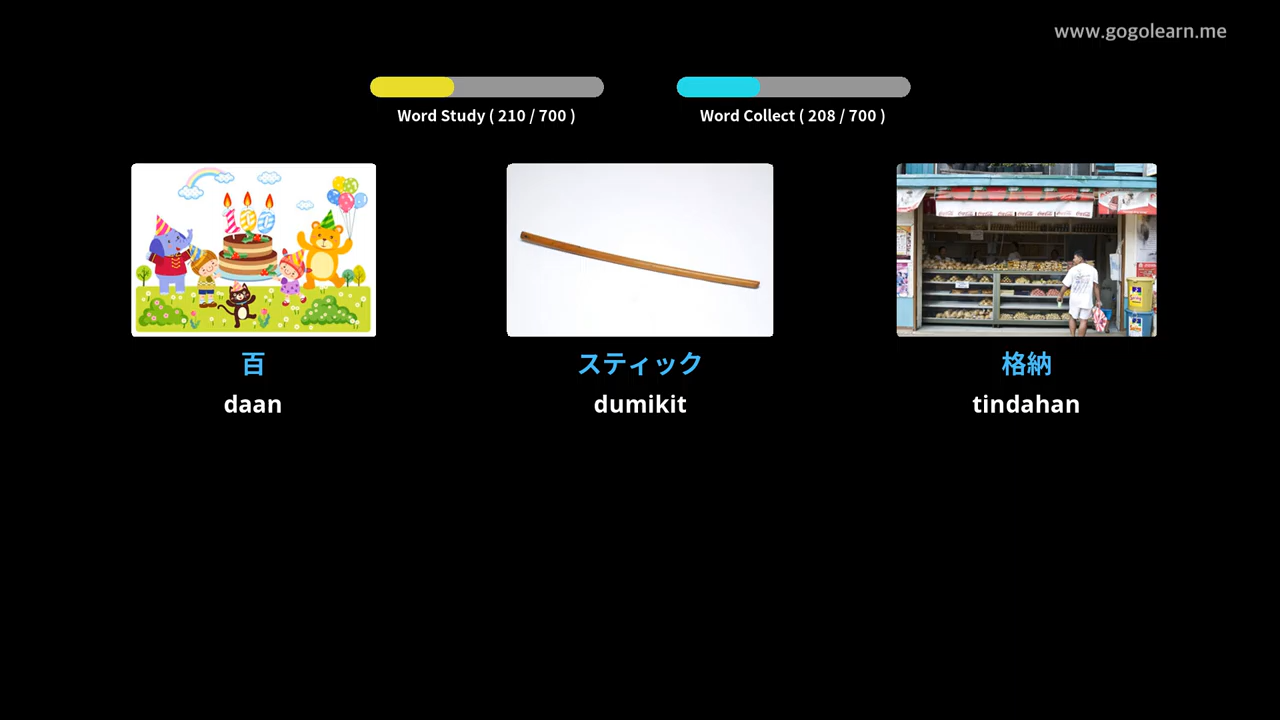 www.gogolearn.me
Word Study ( 210 / 700 )
Word Collect ( 208 / 700 )
100
百
スティック
格納
daan
dumikit
tindahan